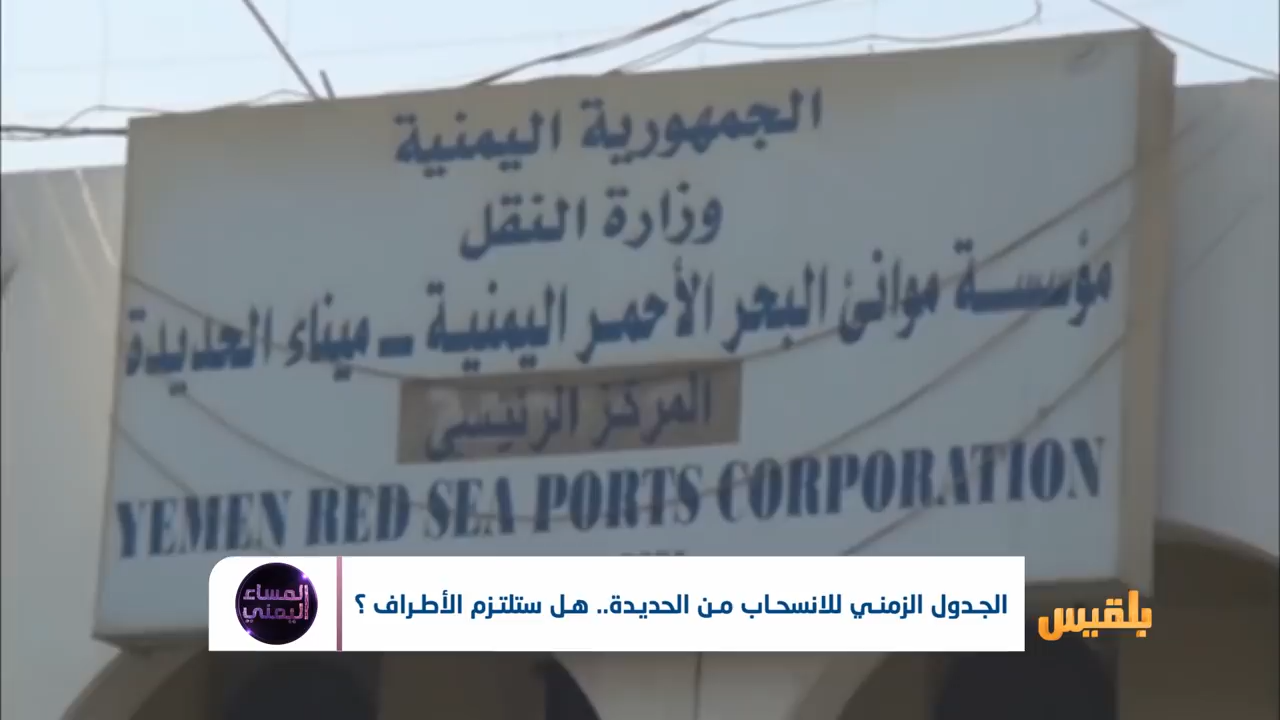 الجمهورية اليمنية
وزارة النقل
مؤسسة موانئ البحر الأحمر اليمنية - ميناء الحديدة
المركز الرئيسي
YEMEN RED SEA PORTS CORPORATION
الجدول الزمني للانسحاب من الحديدة.. هل ستلتزم الأطراف ؟
المساء
اليمني
بلقيس